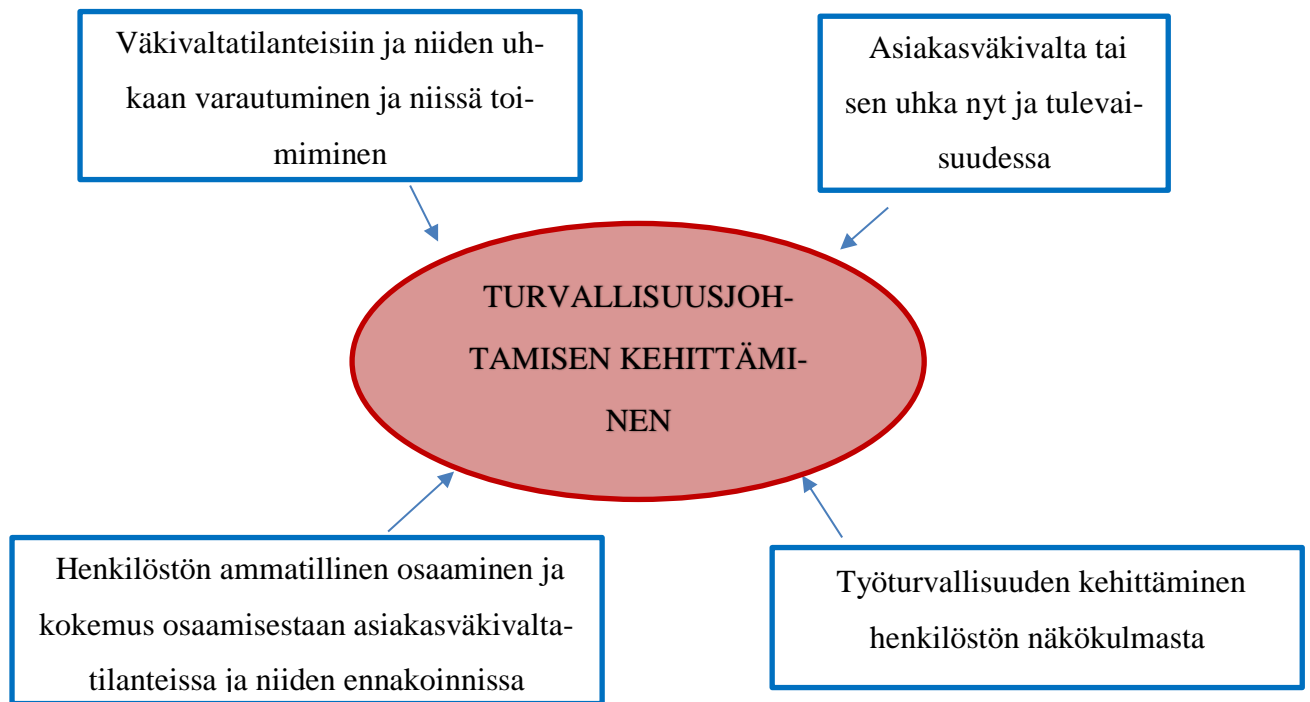 Väkivaltatilanteisiin ja niiden uh-
kaan varautuminen ja niissä toi-
miminen
Asiakasväkivalta tai
sen uhka nyt ja tulevai-
suudessa
TURVALLISUUSJOH-
TAMISEN KEHITTÄMI-
NEN
Henkilöstön ammatillinen osaaminen ja
kokemus osaamisestaan asiakasväkivalta-
tilanteissa ja niiden ennakoinnissa
Työturvallisuuden kehittäminen
henkilöstön näkökulmasta